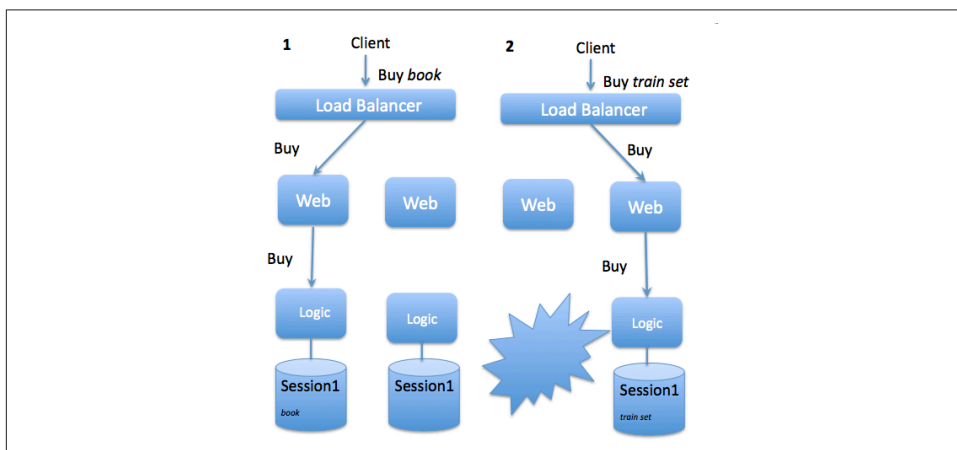 1
Client
Buy book
Load Balancer
Buy
Web
Web
Buy
Logic
Logic
Session1
book
Session1
2
Client
Buy train set
Load Balancer
Buy
Web
Web
Buy
Logic
Session1
train set